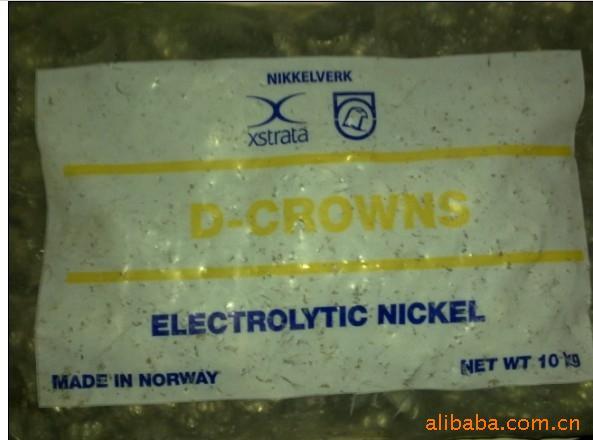 NIKKELVERK
xstrata
D-CROWNS
ELECTROLYTIC NICKEL
MADE IN NORWAY
NET WT 10 kg
alibaba.com.cn